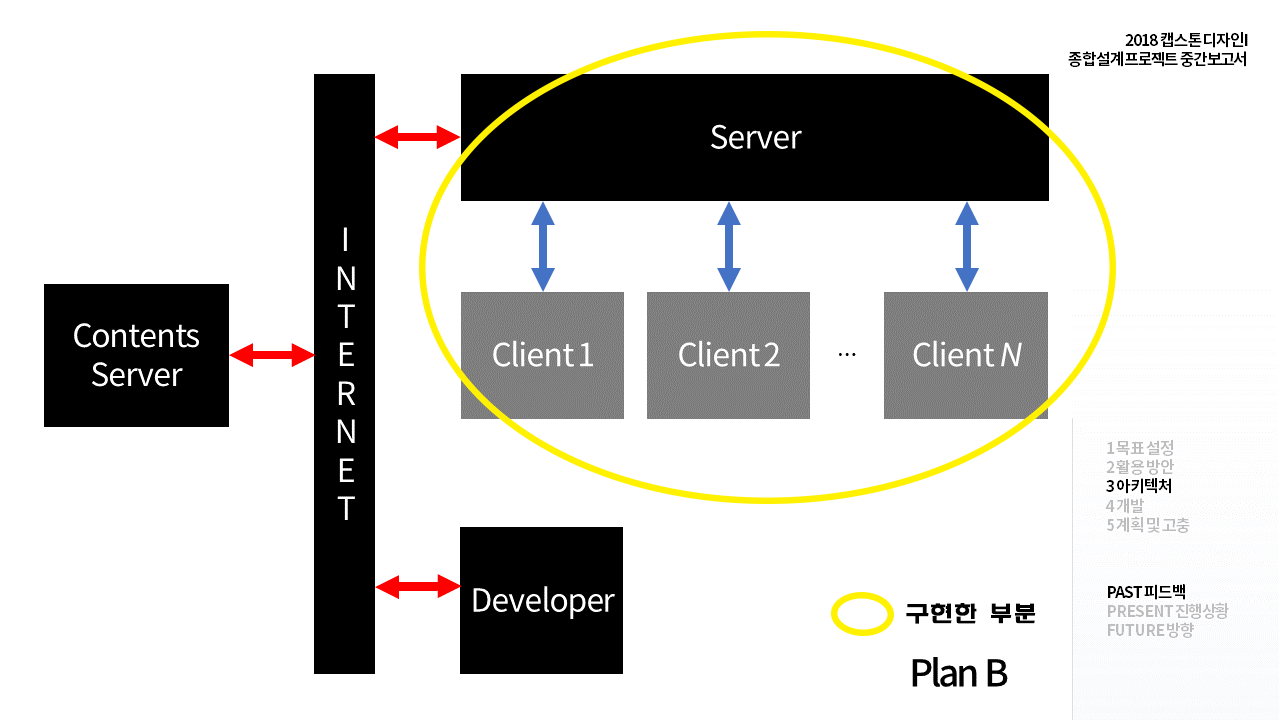 2018 캡스톤디자인I
종합설계프로젝트 중간보고서
Server
INTERNET
Contents
Server
Client 1
Client 2
...
Client N
Developer
1 목표 설정
2 활용 방안
3 아키텍처
4 개발
5 계획 및 고충
PAST 피드백
PRESENT 진행상황
FUTURE 방향
구현한 부분
Plan B